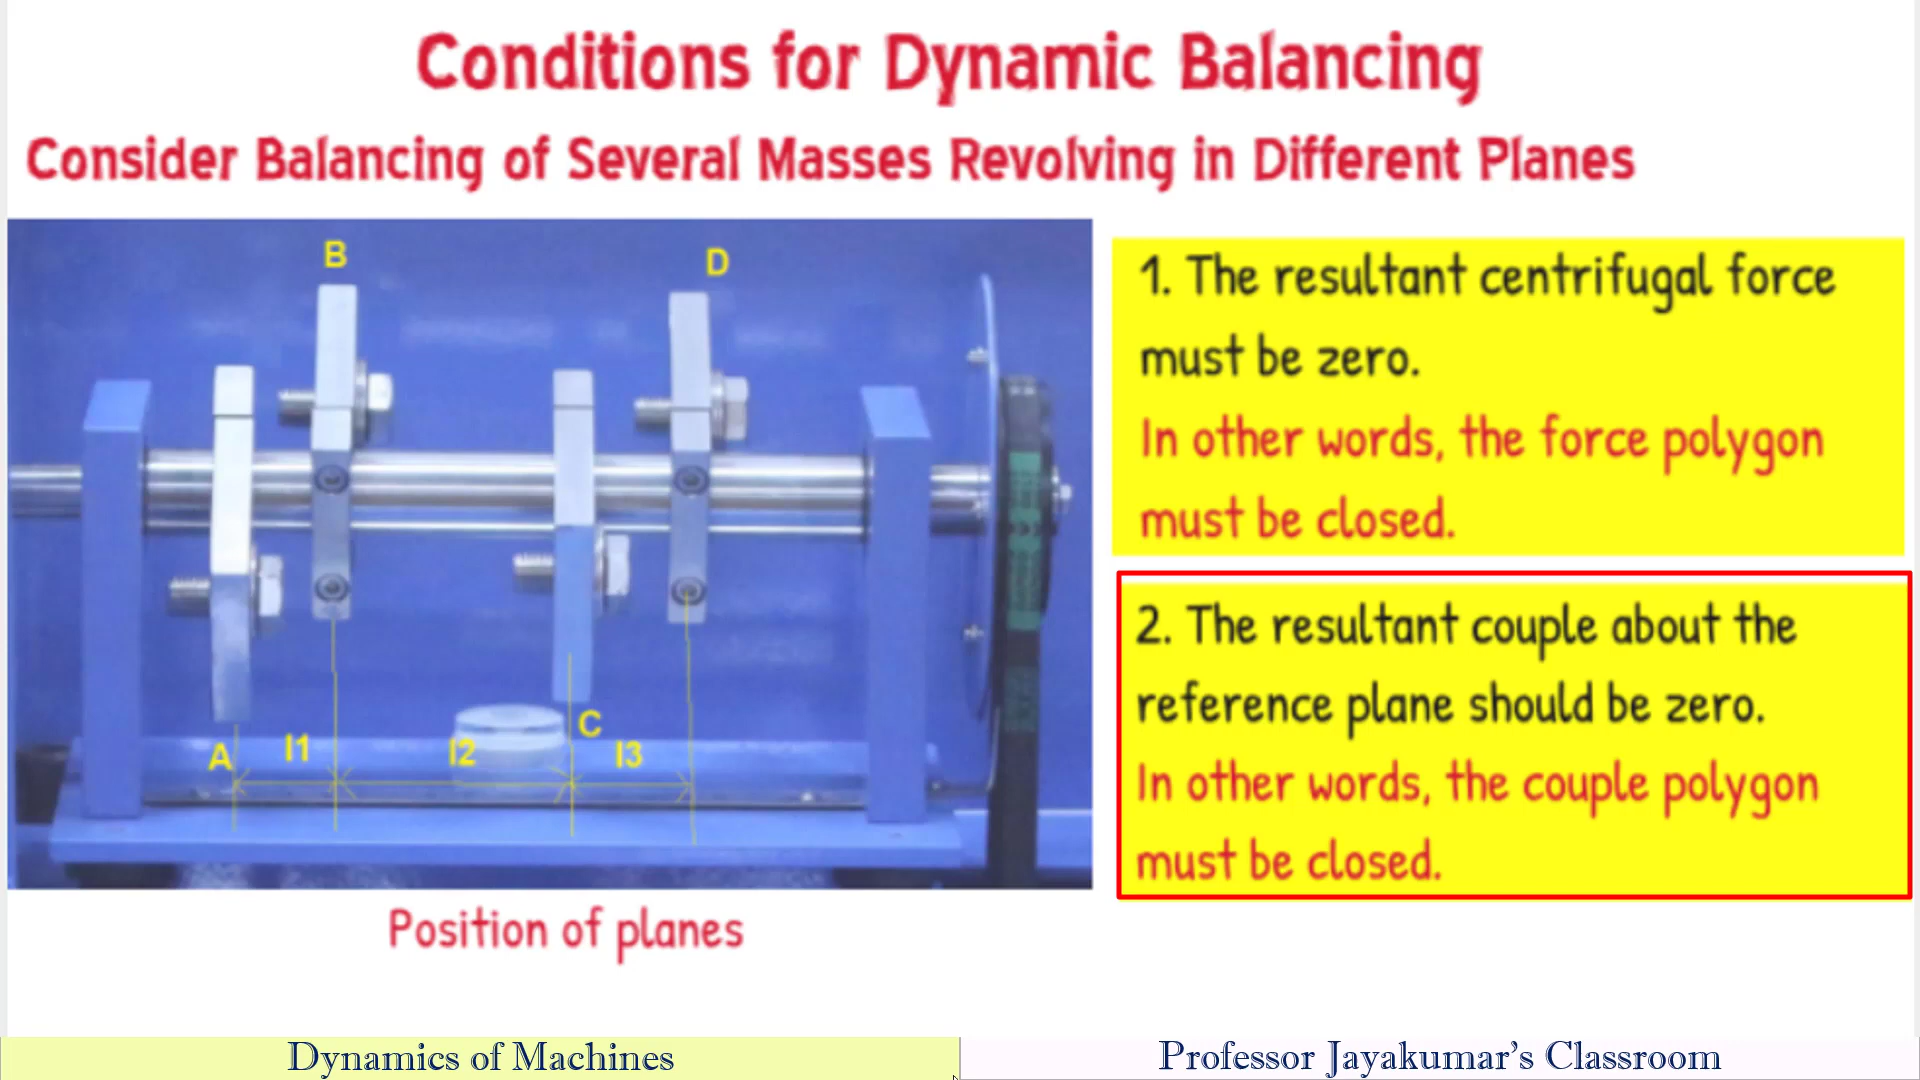 Conditions for Dynamic Balancing
Consider Balancing of Several Masses Revolving in Different Planes
B
D
A
l1
l2
C
l3
1. The resultant centrifugal force
must be zero.
In other words, the force polygon
must be closed.
2. The resultant couple about the
reference plane should be zero.
In other words, the couple polygon
must be closed.
Position of planes
Dynamics of Machines
Professor Jayakumar’s Classroom